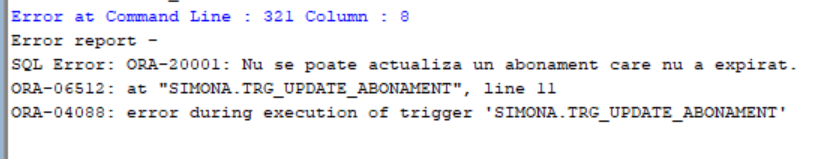 Error at Command Line : 321 Column : 8
Error report -
SQL Error: ORA-20001: Nu se poate actualiza un abonament care nu a expirat.
ORA-06512: at "SIMONA.TRG_UPDATE_ABONAMENT", line 11
ORA-04088: error during execution of trigger 'SIMONA.TRG_UPDATE_ABONAMENT'